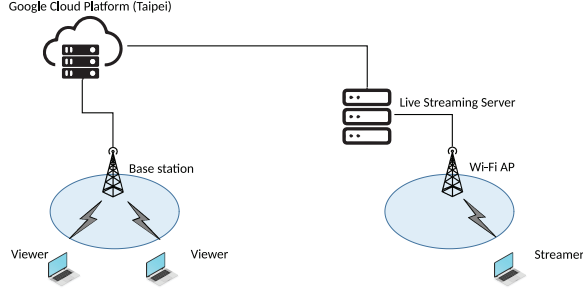 Google Cloud Platform (Taipei)
Live Streaming Server
Base station
Wi-Fi AP
Viewer
Viewer
Streamer